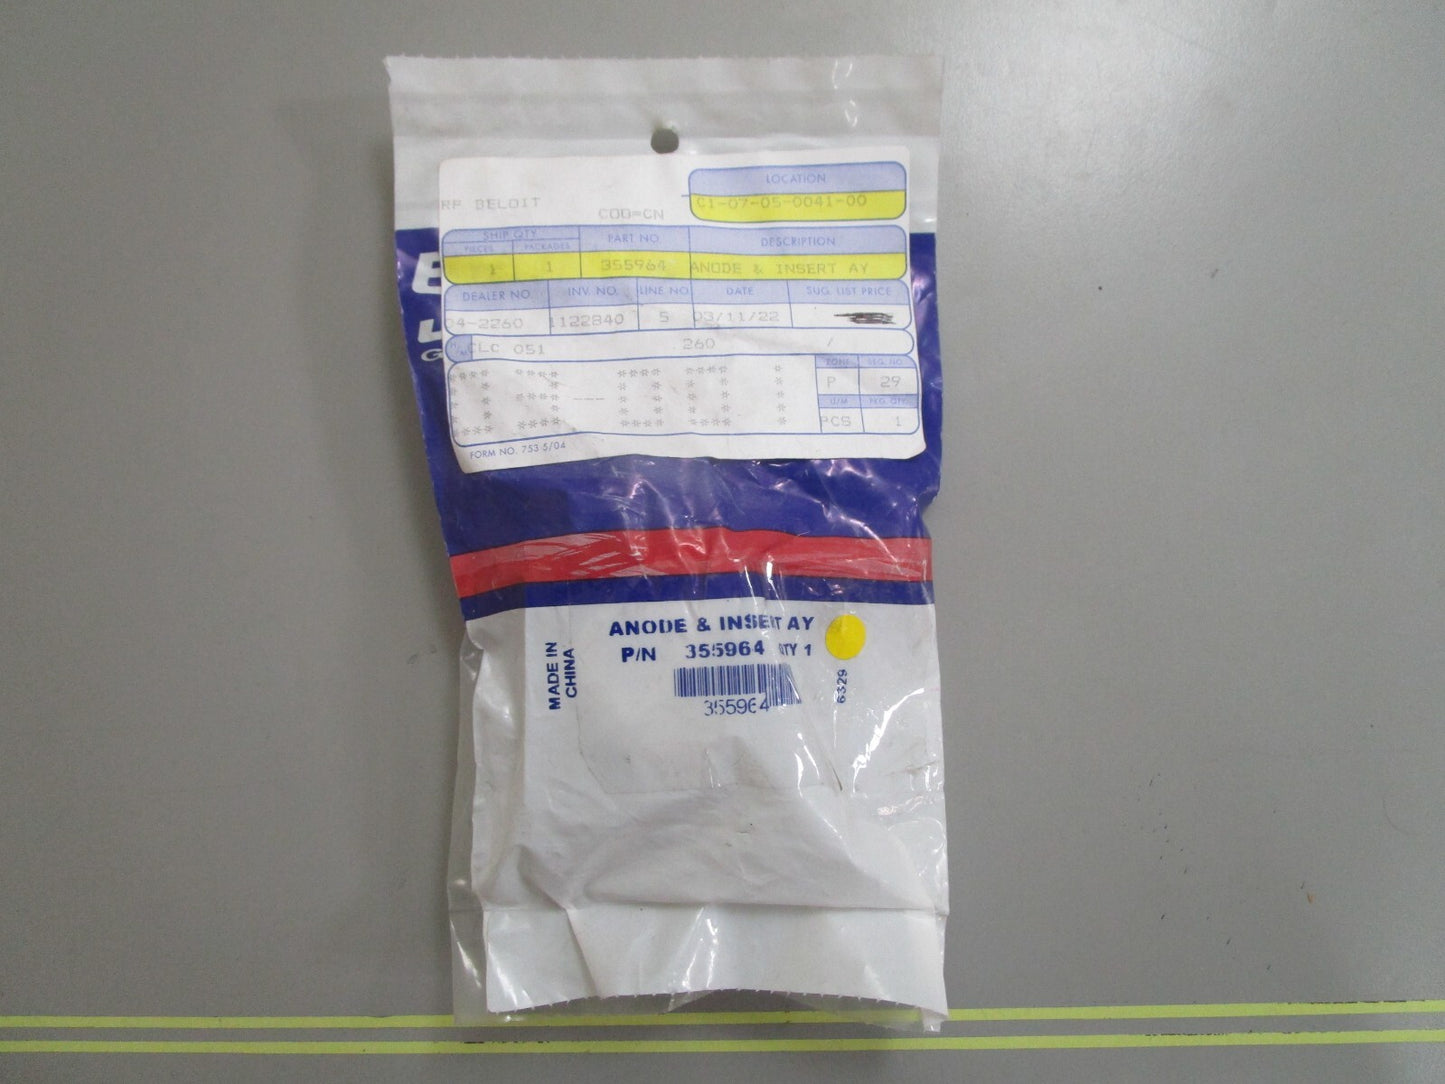 LOCATION
RP BELOIT COD=CN C1-07-05-0041-00
SHIP QTY. PART NO. DESCRIPTION
PIECES PACKAGES
1 1 355964 ANODE & INSERT AY
DEALER NO. INV. NO. LINE NO. DATE SUG. LIST PRICE
04-2260 1122840 5 03/11/22
CLC 051 260 /
ZONE SEQ. NO.
P 29
U/M PKG. QTY.
PCS 1
FORM NO. 753 5/04
ANODE & INSERT AY
P/N 355964 QTY 1
MADE IN
CHINA
6329
355964